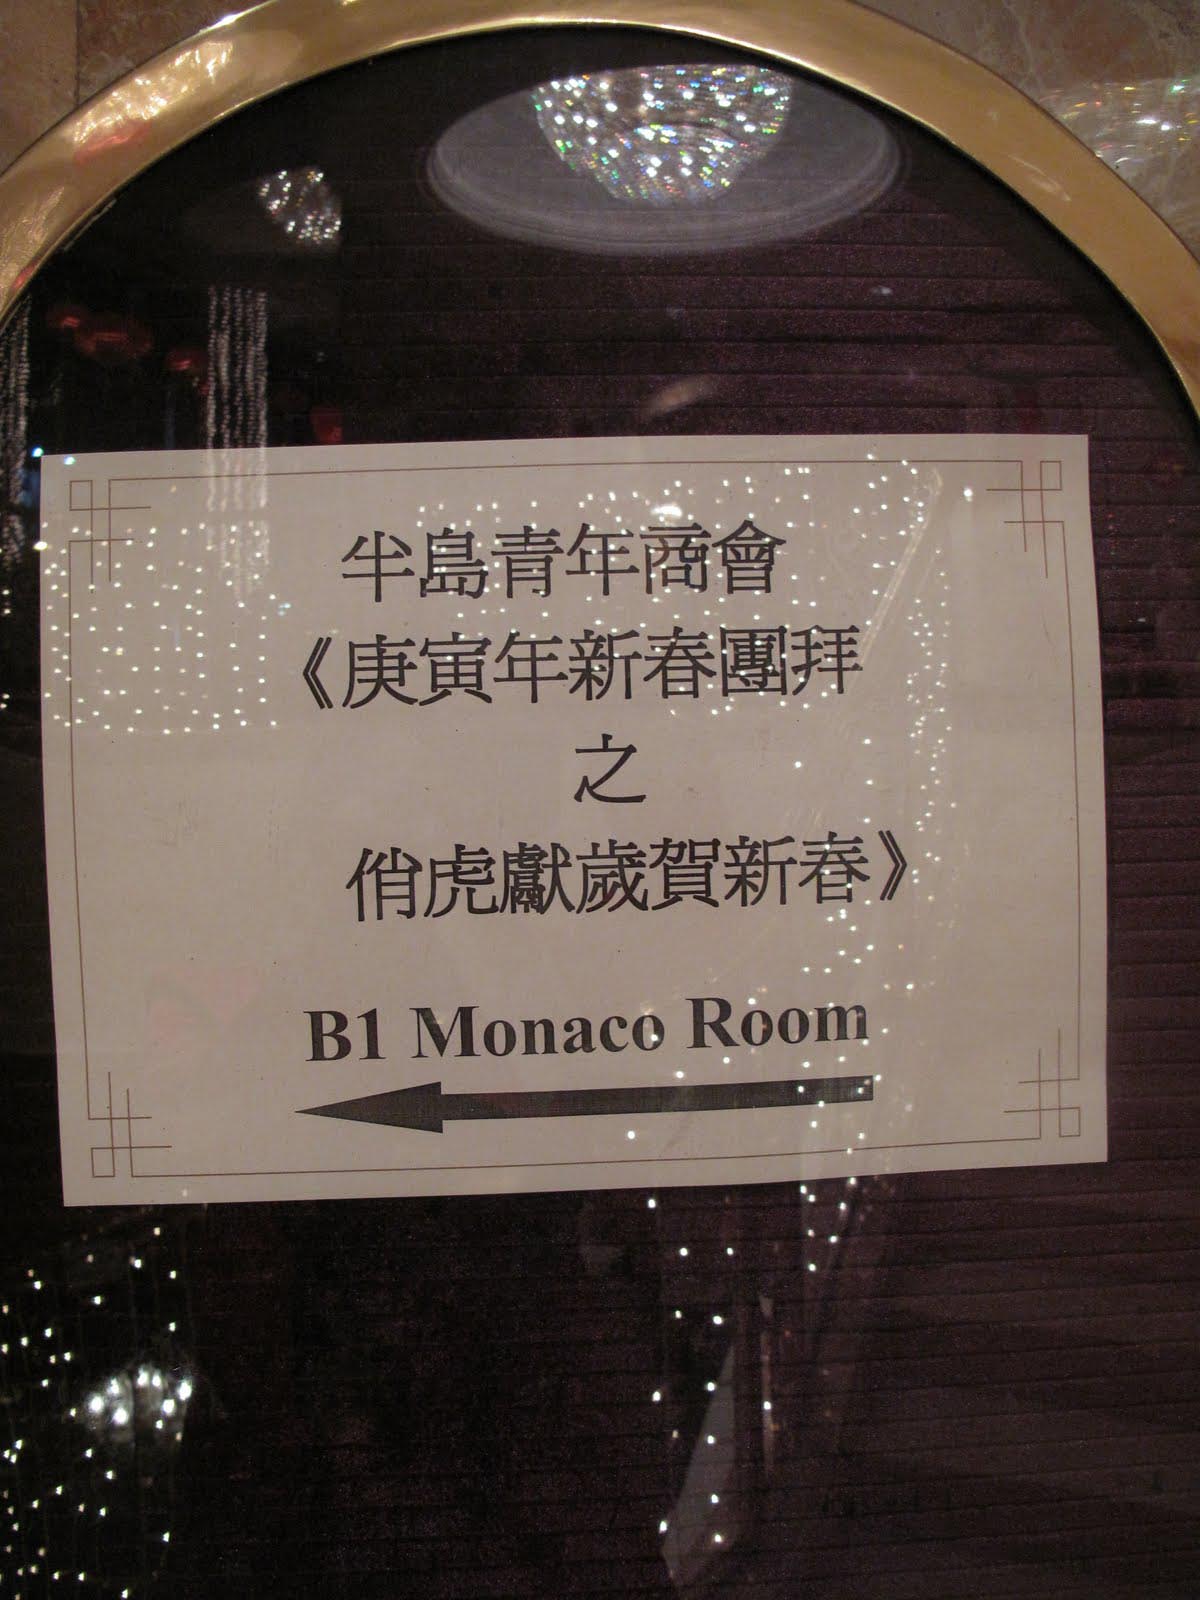 半島青年商會
《庚寅年新春團拜
之
俏虎獻歲賀新春》
B1 Monaco Room